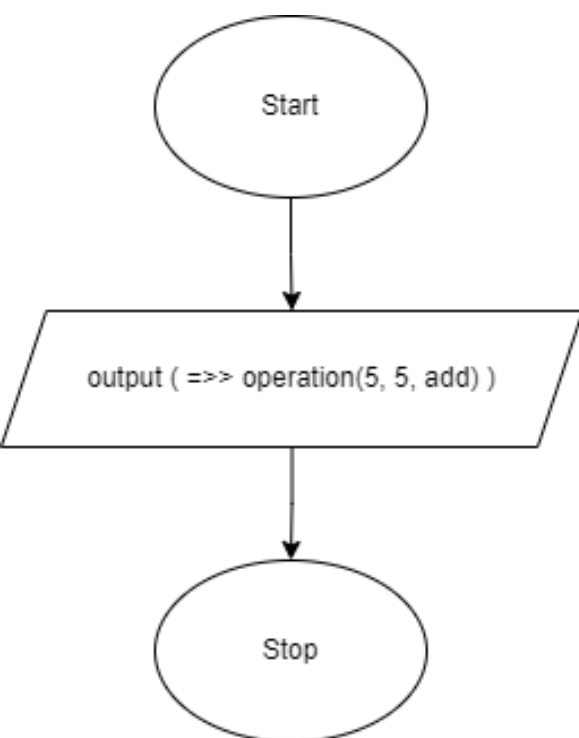 Start
output ( =>> operation(5, 5, add) )
Stop